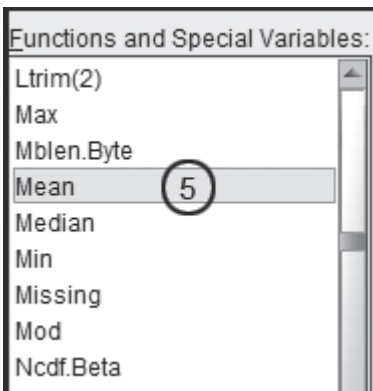 Functions and Special Variables:
Ltrim(2)
Max
Mblen.Byte
Mean 5
Median
Min
Missing
Mod
Ncdf.Beta